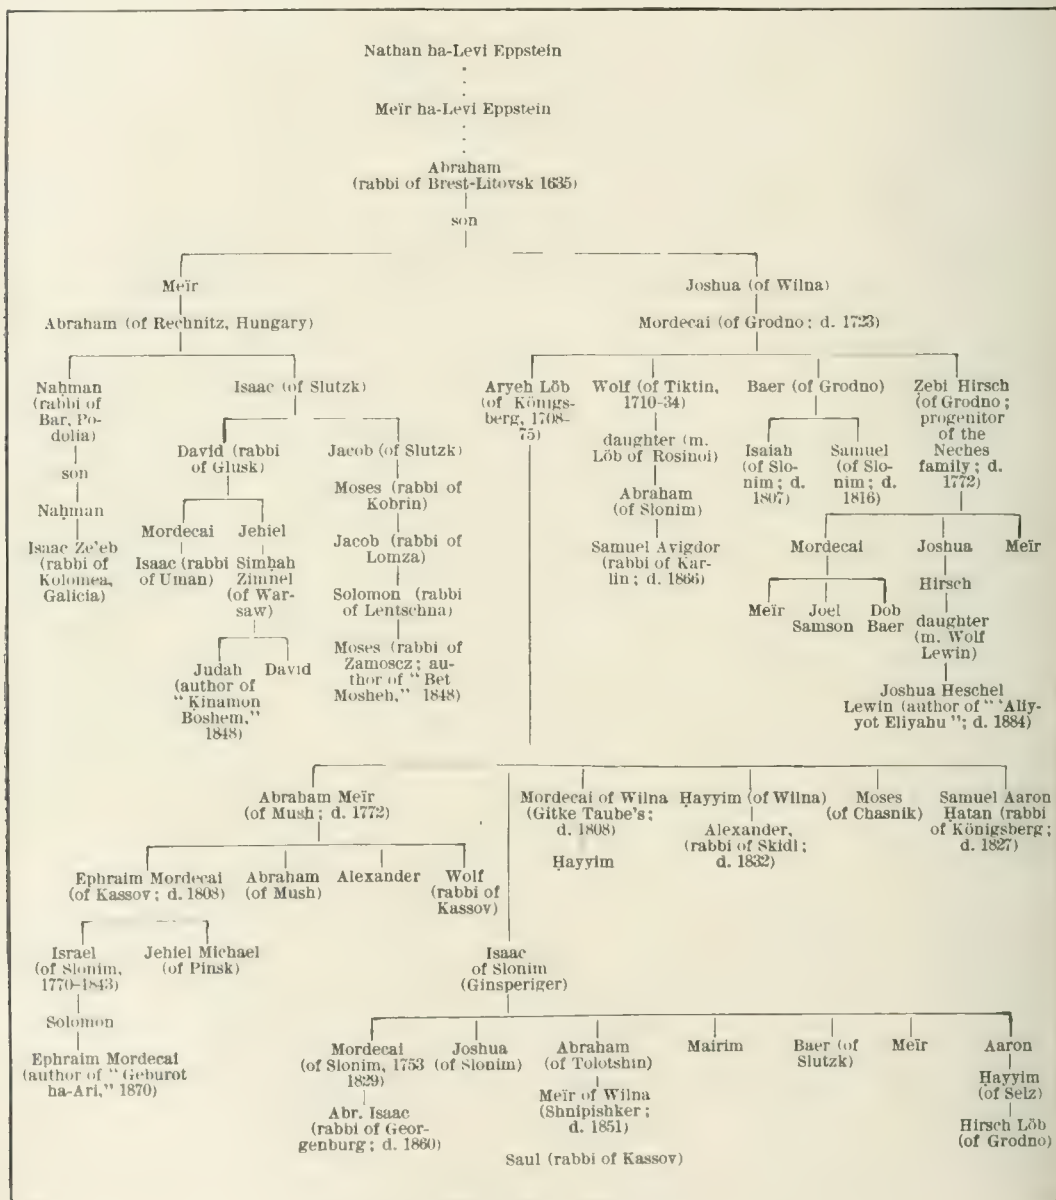 Nathan ha-Levi Eppstein
Meïr ha-Levi Eppstein
Abraham
(rabbi of Brest-Litovsk 1635)
son
Meïr
Joshua (of Wilna)
Abraham (of Rechnitz, Hungary)
Mordecai (of Grodno; d. 1723)
Naḥman
(rabbi of
Bar, Po-
dolia)
son
Naḥman
Isaac Ze'eb
(rabbi of
Kolomea,
Galicia)
Isaac (of Slutzk)
David (rabbi
of Glusk)
Mordecai
Isaac (rabbi
of Uman)
Jehiel
Simḥah
Zimnel
(of War-
saw)
Judah
(author of
"Kinamon
Boshem,"
1848)
David
Jacob (of Slutzk)
Moses (rabbi of
Kobrin)
Jacob (rabbi of
Lomza)
Solomon (rabbi
of Lentschna)
Moses (rabbi of
Zamoscz; au-
thor of "Bet
Mosheh," 1848)
Aryeh Löb
(of Königs-
berg, 1708-
75)
Wolf (of Tiktin,
1710-34)
daughter (m.
Löb of Rosinoi)
Abraham
(of Slonim)
Samuel Avigdor
(rabbi of Kar-
lin; d. 1866)
Baer (of Grodno)
Isaiah
(of Slo-
nim; d.
1807)
Samuel
(of Slo-
nim; d.
1816)
Zebi Hirsch
(of Grodno;
progenitor
of the
Neches
family; d.
1772)
Mordecai
Meïr
Joel
Samson
Dob
Baer
Joshua
Hirsch
daughter
(m. Wolf
Lewin)
Joshua Heschel
Lewin (author of "'Aliy-
yot Eliyahu"; d. 1884)
Meïr
Abraham Meïr
(of Mush; d. 1772)
Ephraim Mordecai
(of Kassov; d. 1808)
Abraham
(of Mush)
Alexander
Wolf
(rabbi of
Kassov)
Israel
(of Slonim,
1770-1843)
Solomon
Ephraim Mordecai
(author of "Geburot
ha-Ari," 1870)
Jehiel Michael
(of Pinsk)
Mordecai of Wilna
(Gitke Taube's;
d. 1808)
Ḥayyim
Ḥayyim (of Wilna)
Alexander,
(rabbi of Skidl;
d. 1832)
Moses
(of Chasnik)
Samuel Aaron
Ḥatan (rabbi
of Königsberg;
d. 1827)
Isaac
of Slonim
(Ginsperiger)
Mordecai
(of Slonim, 1753
1829)
Abr. Isaac
(rabbi of Geor-
genburg; d. 1860)
Joshua
(of Slonim)
Abraham
(of Tolotshin)
Meïr of Wilna
(Shnipishker;
d. 1851)
Saul (rabbi of Kassov)
Mairim
Baer (of
Slutzk)
Meïr
Aaron
Ḥayyim
(of Selz)
Hirsch Löb
(of Grodno)